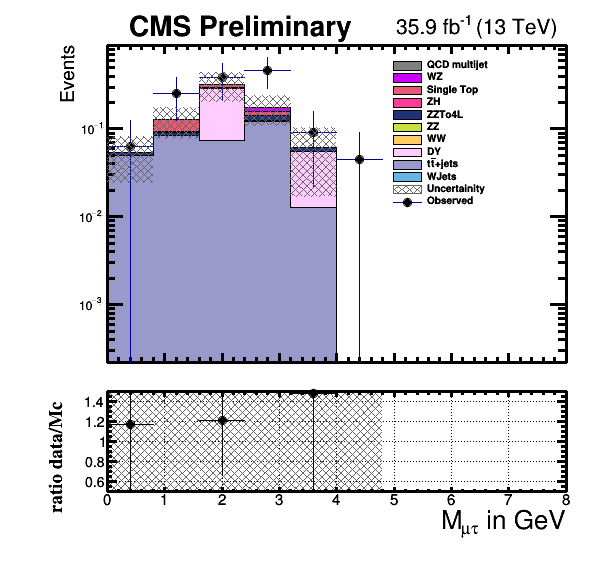 CMS Preliminary 35.9 fb⁻¹ (13 TeV)
Events
QCD multijet
WZ
Single Top
ZH
ZZTo4L
ZZ
WW
DY
tt̄+jets
WJets
Uncertainity
Observed
10⁻¹
10⁻²
10⁻³
ratio data/Mc
1.4
1.2
1
0.8
0.6
0 1 2 3 4 5 6 7 8
M_μτ in GeV